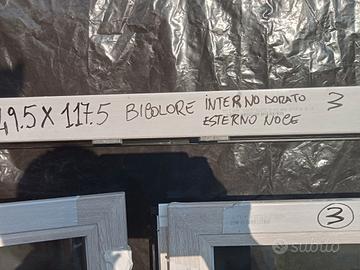 49.5 X 117.5 BICOLORE INTERNO DORATO 3
ESTERNO NOCE
3
subito